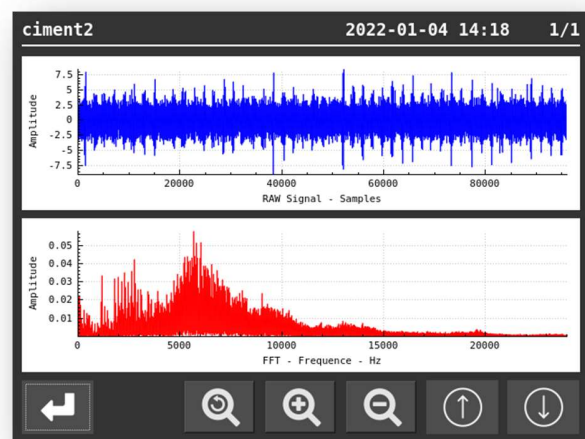 ciment2 2022-01-04 14:18 1/1
7.5
5
2.5
0
-2.5
-5
-7.5
Amplitude
0 20000 40000 60000 80000
RAW Signal - Samples
0.05
0.04
0.03
0.02
0.01
Amplitude
0 5000 10000 15000 20000
FFT - Frequence - Hz